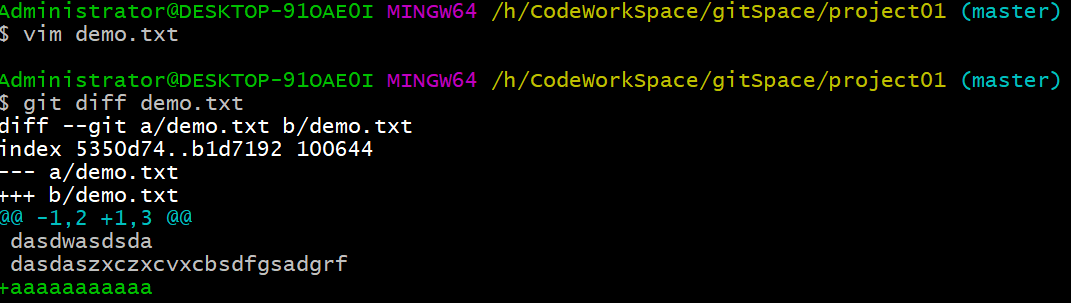 Administrator@DESKTOP-91OAE0I MINGW64 /h/CodeWorkSpace/gitSpace/project01 (master)
$ vim demo.txt
Administrator@DESKTOP-91OAE0I MINGW64 /h/CodeWorkSpace/gitSpace/project01 (master)
$ git diff demo.txt
diff --git a/demo.txt b/demo.txt
index 5350d74..b1d7192 100644
--- a/demo.txt
+++ b/demo.txt
@@ -1,2 +1,3 @@
 dasdwasdsda
 dasdaszxczxcvxcbsdfgsadgrf
+aaaaaaaaaaa